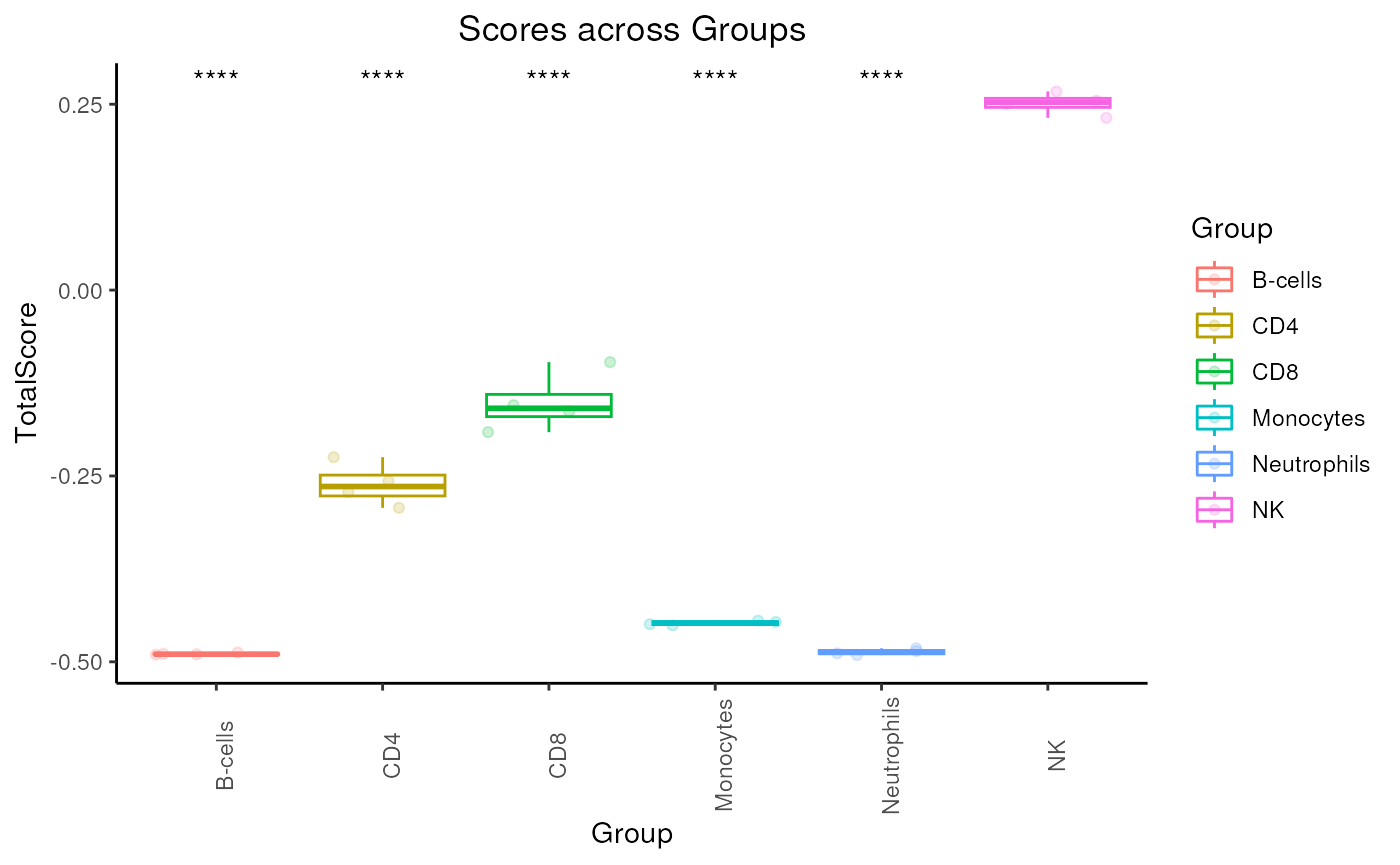 Scores across Groups
**** **** **** **** ****
TotalScore
0.25
0.00
-0.25
-0.50
B-cells CD4 CD8 Monocytes Neutrophils NK
Group
Group
B-cells
CD4
CD8
Monocytes
Neutrophils
NK